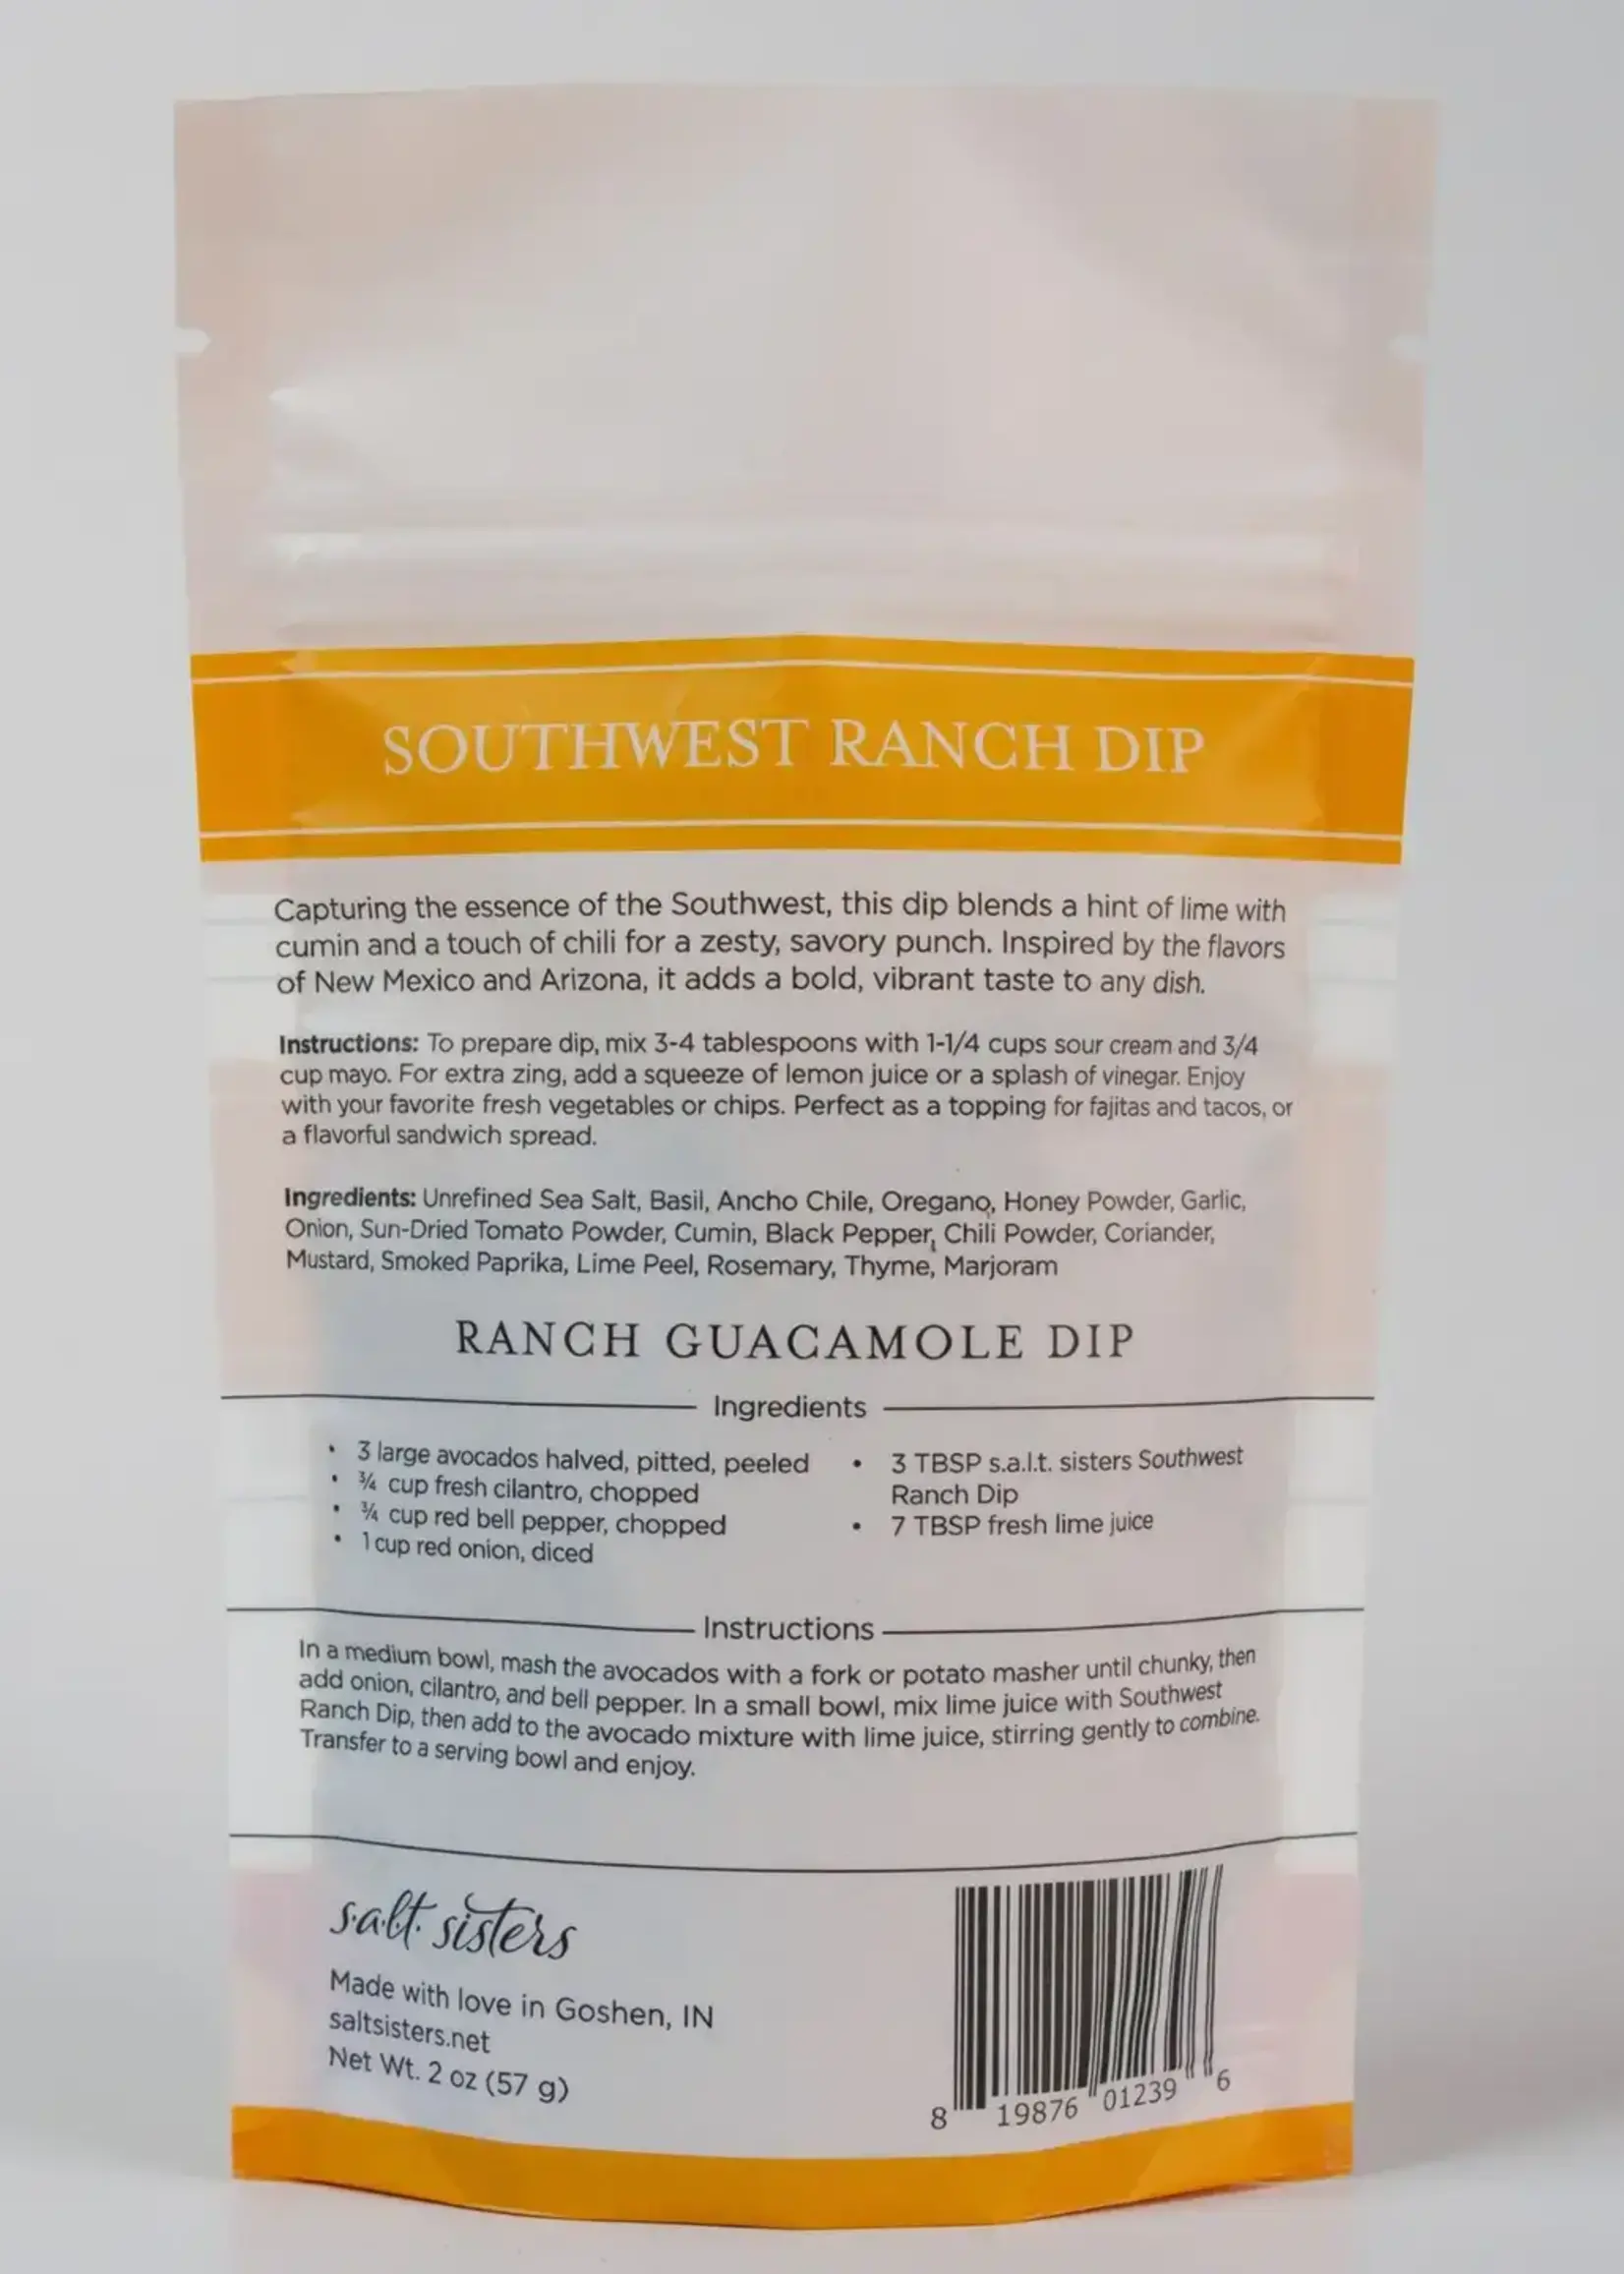 SOUTHWEST RANCH DIP
Capturing the essence of the Southwest, this dip blends a hint of lime with
cumin and a touch of chili for a zesty, savory punch. Inspired by the flavors
of New Mexico and Arizona, it adds a bold, vibrant taste to any dish.
Instructions: To prepare dip, mix 3-4 tablespoons with 1-1/4 cups sour cream and 3/4
cup mayo. For extra zing, add a squeeze of lemon juice or a splash of vinegar. Enjoy
with your favorite fresh vegetables or chips. Perfect as a topping for fajitas and tacos, or
a flavorful sandwich spread.
Ingredients: Unrefined Sea Salt, Basil, Ancho Chile, Oregano, Honey Powder, Garlic,
Onion, Sun-Dried Tomato Powder, Cumin, Black Pepper, Chili Powder, Coriander,
Mustard, Smoked Paprika, Lime Peel, Rosemary, Thyme, Marjoram
RANCH GUACAMOLE DIP
Ingredients
• 3 large avocados halved, pitted, peeled
• ¾ cup fresh cilantro, chopped
• ¾ cup red bell pepper, chopped
• 1 cup red onion, diced
• 3 TBSP s.a.l.t. sisters Southwest
Ranch Dip
• 7 TBSP fresh lime juice
Instructions
In a medium bowl, mash the avocados with a fork or potato masher until chunky, then
add onion, cilantro, and bell pepper. In a small bowl, mix lime juice with Southwest
Ranch Dip, then add to the avocado mixture with lime juice, stirring gently to combine.
Transfer to a serving bowl and enjoy.
s.a.l.t. sisters
Made with love in Goshen, IN
saltsisters.net
Net Wt. 2 oz (57 g)
8 19876 01239 6